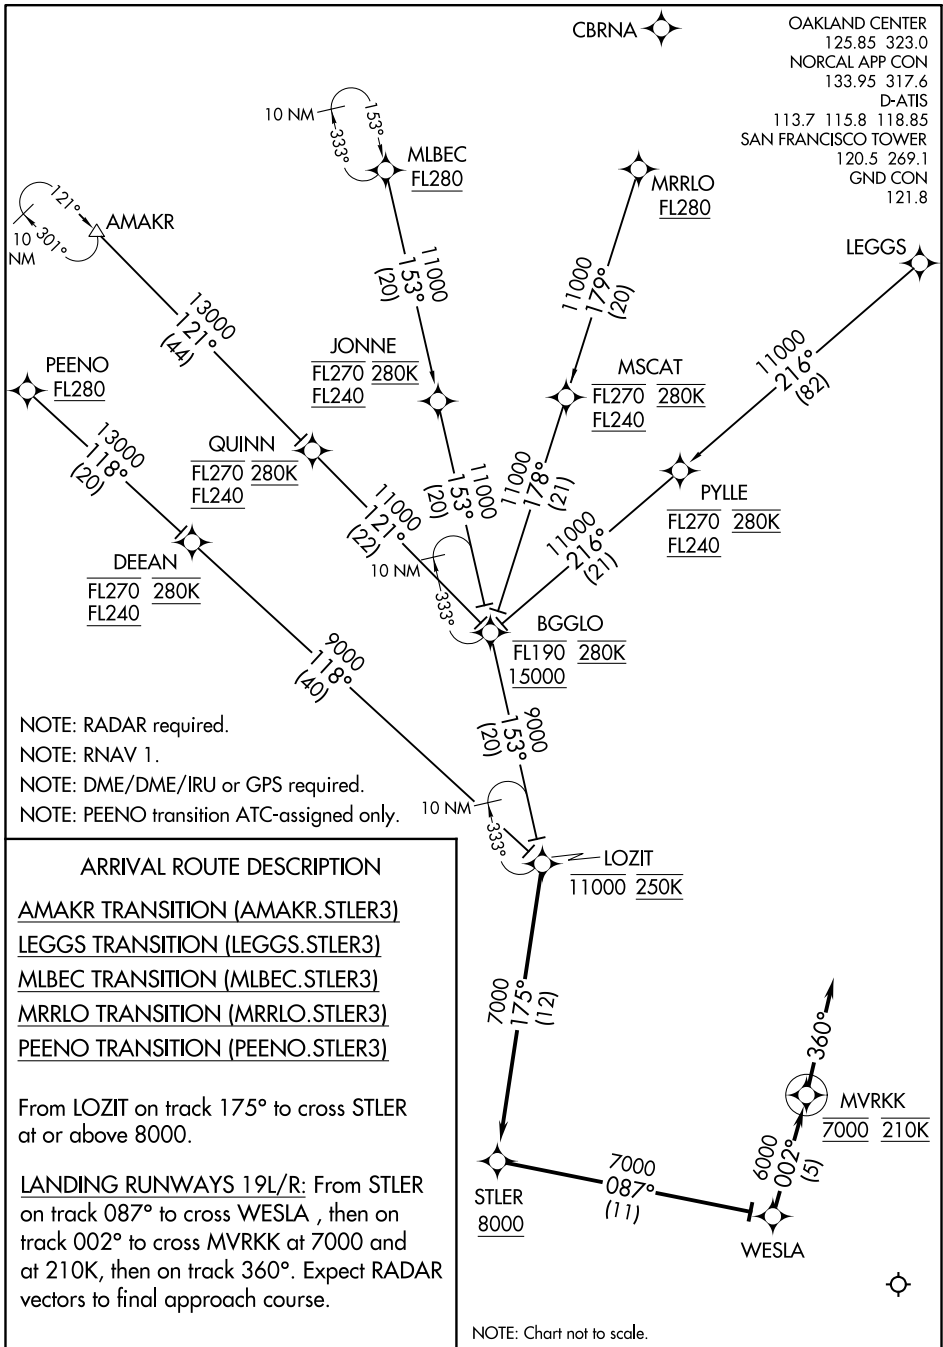 CBRNA
OAKLAND CENTER
125.85 323.0
NORCAL APP CON
133.95 317.6
D-ATIS
113.7 115.8 118.85
SAN FRANCISCO TOWER
120.5 269.1
GND CON
121.8
10 NM
153°
333°
MLBEC
FL280
MRRLO
FL280
LEGGS
121°
301°
10
NM
AMAKR
13000
121°
(44)
11000
153°
(20)
11000
179°
(20)
11000
216°
(82)
PEENO
FL280
JONNE
FL270 280K
FL240
MSCAT
FL270 280K
FL240
13000
118°
(20)
QUINN
FL270 280K
FL240
11000
121°
(22)
11000
153°
(20)
11000
178°
(21)
PYLLE
FL270 280K
FL240
11000
216°
(21)
DEEAN
FL270 280K
FL240
10 NM
333°
BGGLO
FL190 280K
15000
9000
118°
(40)
9000
153°
(20)
NOTE: RADAR required.
NOTE: RNAV 1.
NOTE: DME/DME/IRU or GPS required.
NOTE: PEENO transition ATC-assigned only.
10 NM
333°
LOZIT
11000 250K
ARRIVAL ROUTE DESCRIPTION
AMAKR TRANSITION (AMAKR.STLER3)
LEGGS TRANSITION (LEGGS.STLER3)
MLBEC TRANSITION (MLBEC.STLER3)
MRRLO TRANSITION (MRRLO.STLER3)
PEENO TRANSITION (PEENO.STLER3)
From LOZIT on track 175° to cross STLER
at or above 8000.
LANDING RUNWAYS 19L/R: From STLER
on track 087° to cross WESLA , then on
track 002° to cross MVRKK at 7000 and
at 210K, then on track 360°. Expect RADAR
vectors to final approach course.
7000
175°
(12)
360°
MVRKK
7000 210K
6000
002°
(5)
STLER
8000
7000
087°
(11)
WESLA
NOTE: Chart not to scale.